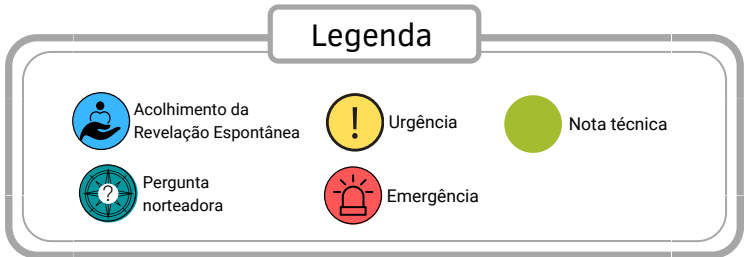 Legenda
Acolhimento da
Revelação Espontânea
!
Urgência
Nota técnica
?
Pergunta
norteadora
Emergência